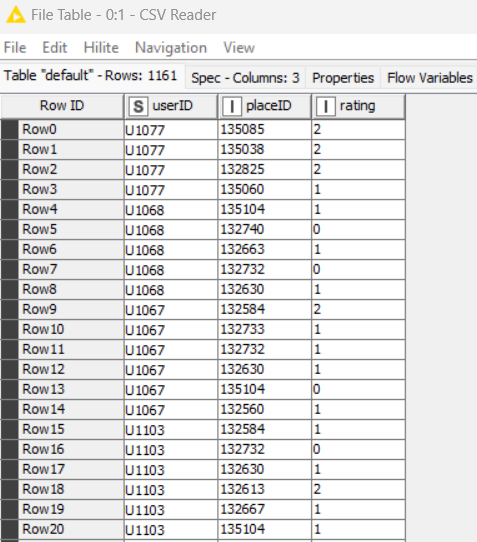 File Table - 0:1 - CSV Reader
File Edit Hilite Navigation View
Table "default" - Rows: 1161 Spec - Columns: 3 Properties Flow Variables
Row ID S userID I placeID I rating
Row0 U1077 135085 2
Row1 U1077 135038 2
Row2 U1077 132825 2
Row3 U1077 135060 1
Row4 U1068 135104 1
Row5 U1068 132740 0
Row6 U1068 132663 1
Row7 U1068 132732 0
Row8 U1068 132630 1
Row9 U1067 132584 2
Row10 U1067 132733 1
Row11 U1067 132732 1
Row12 U1067 132630 1
Row13 U1067 135104 0
Row14 U1067 132560 1
Row15 U1103 132584 1
Row16 U1103 132732 0
Row17 U1103 132630 1
Row18 U1103 132613 2
Row19 U1103 132667 1
Row20 U1103 135104 1